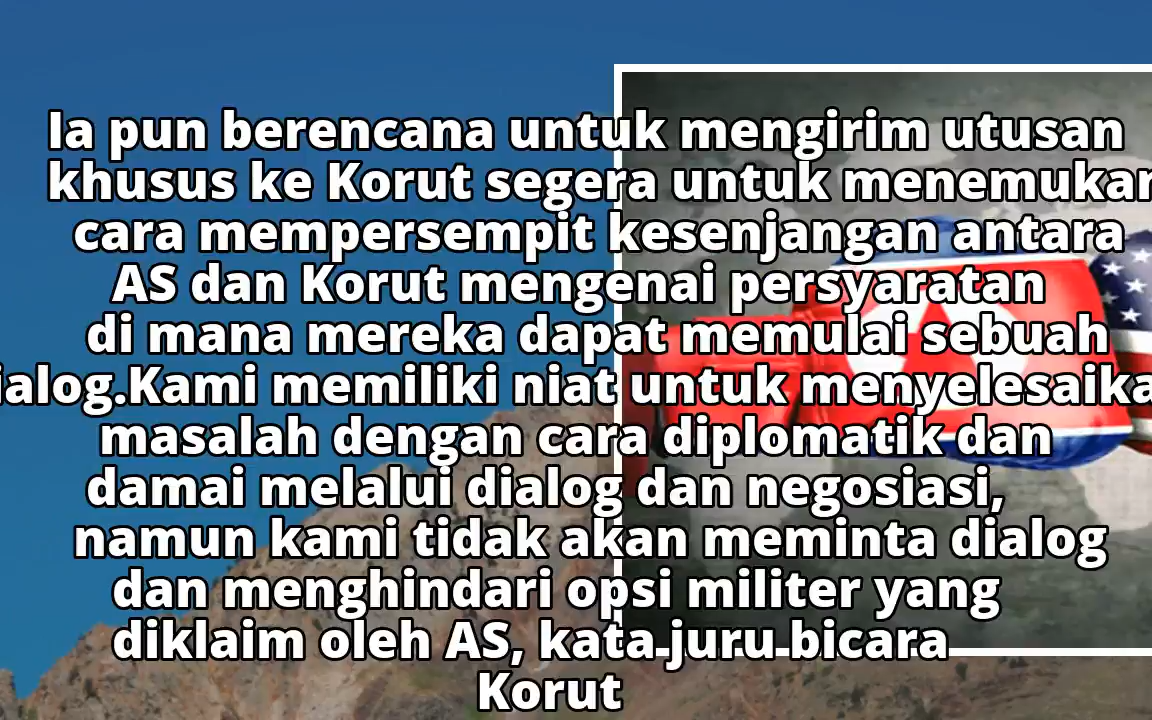 Ia pun berencana untuk mengirim utusan
khusus ke Korut segera untuk menemukan
cara mempersempit kesenjangan antara
AS dan Korut mengenai persyaratan
di mana mereka dapat memulai sebuah
ialog.Kami memiliki niat untuk menyelesaika
masalah dengan cara diplomatik dan
damai melalui dialog dan negosiasi,
namun kami tidak akan meminta dialog
dan menghindari opsi militer yang
diklaim oleh AS, kata juru bicara
Korut